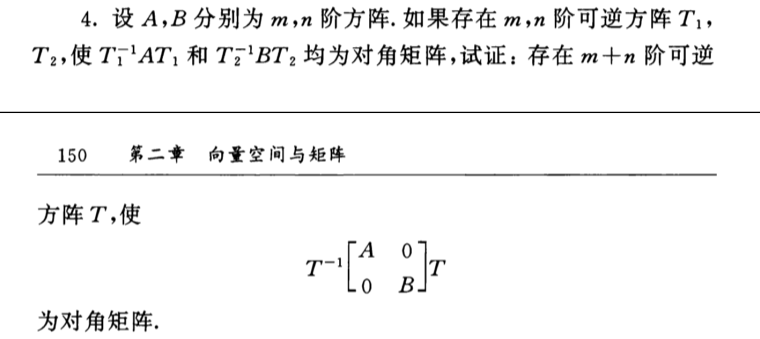 4. 设 A,B 分别为 m,n 阶方阵. 如果存在 m,n 阶可逆方阵 T₁,
T₂,使 T₁⁻¹AT₁ 和 T₂⁻¹BT₂ 均为对角矩阵,试证: 存在 m+n 阶可逆
150 第二章 向量空间与矩阵
方阵 T,使
T⁻¹[A 0
0 B]T
为对角矩阵.